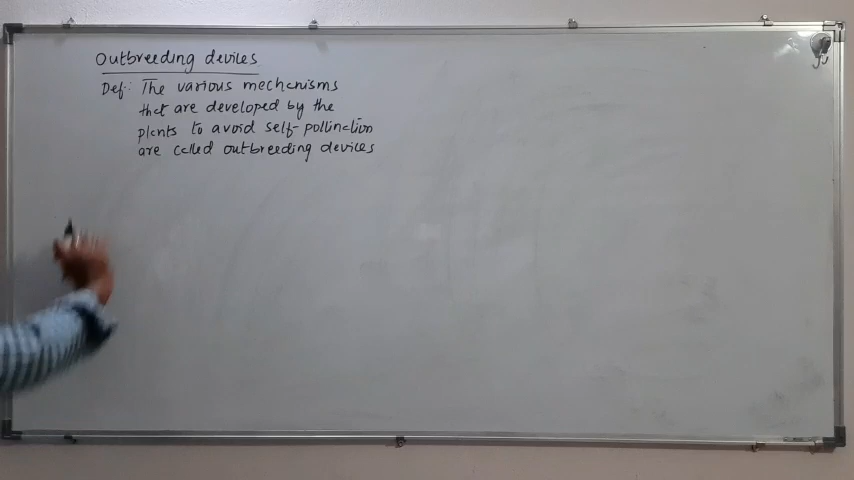 Outbreeding devices
Def:- The various mechanisms
that are developed by the
plants to avoid self-pollination
are called outbreeding devices